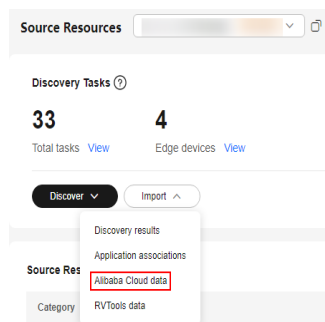 Source Resources
Discovery Tasks ?
33 4
Total tasks View Edge devices View
Discover Import
Discovery results
Application associations
Source Res
Alibaba Cloud data
Category
RVTools data